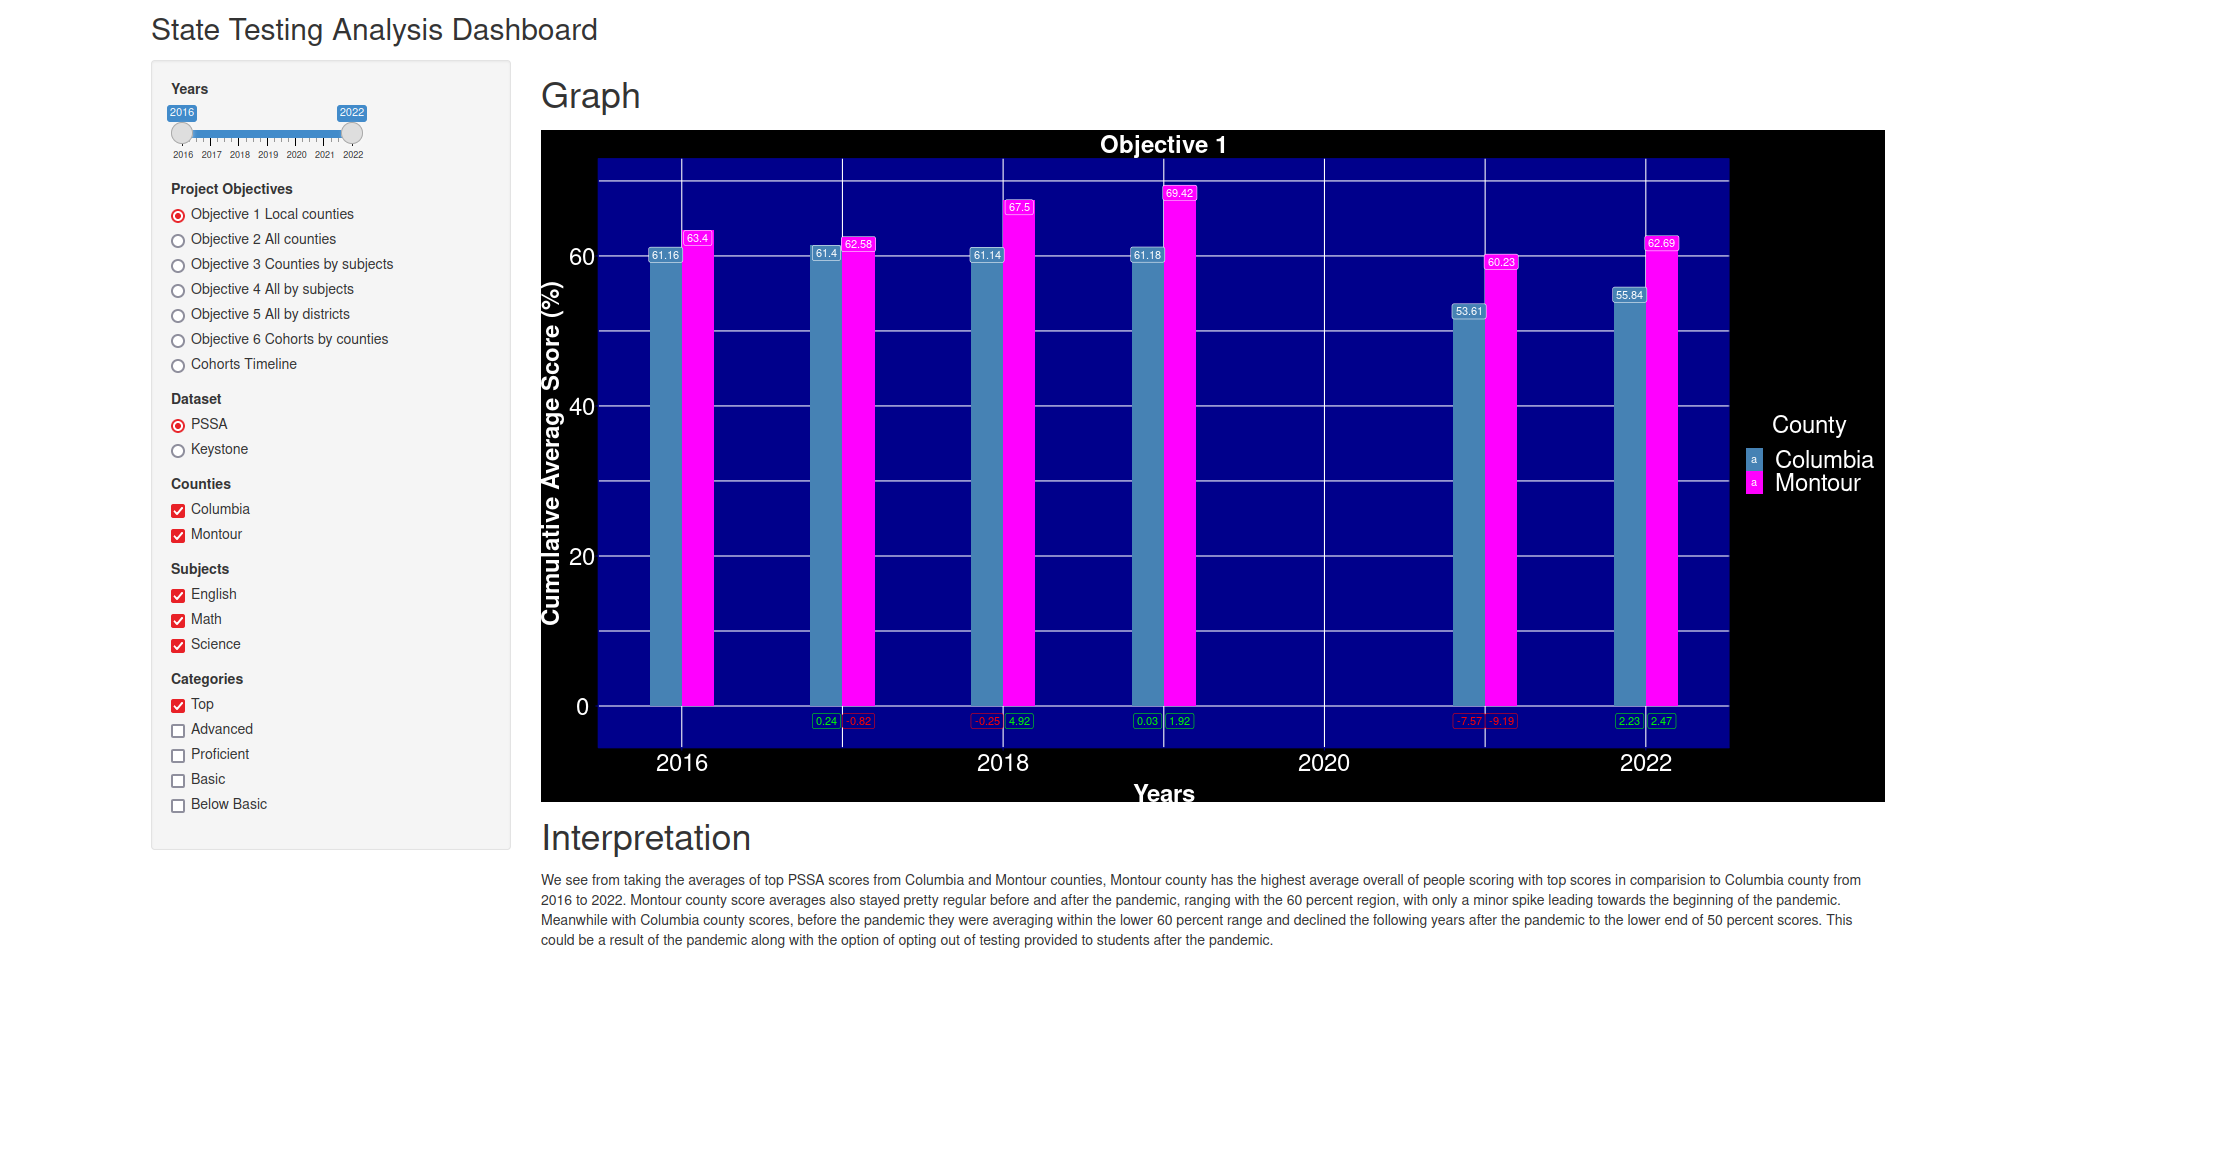 State Testing Analysis Dashboard
Years
2016 2022
2016 2017 2018 2019 2020 2021 2022
Project Objectives
Objective 1 Local counties
Objective 2 All counties
Objective 3 Counties by subjects
Objective 4 All by subjects
Objective 5 All by districts
Objective 6 Cohorts by counties
Cohorts Timeline
Dataset
PSSA
Keystone
Counties
Columbia
Montour
Subjects
English
Math
Science
Categories
Top
Advanced
Proficient
Basic
Below Basic
Graph
Objective 1
Cumulative Average Score (%)
60
40
20
0
61.16 63.4 61.4 62.58 61.14 67.5 61.18 69.42 53.61 60.23 55.84 62.69
0.24 -0.82 -0.25 4.92 0.03 1.92 -7.57 -9.19 2.23 2.47
2016 2018 2020 2022
Years
County
a Columbia
a Montour
Interpretation
We see from taking the averages of top PSSA scores from Columbia and Montour counties, Montour county has the highest average overall of people scoring with top scores in comparision to Columbia county from
2016 to 2022. Montour county score averages also stayed pretty regular before and after the pandemic, ranging with the 60 percent region, with only a minor spike leading towards the beginning of the pandemic.
Meanwhile with Columbia county scores, before the pandemic they were averaging within the lower 60 percent range and declined the following years after the pandemic to the lower end of 50 percent scores. This
could be a result of the pandemic along with the option of opting out of testing provided to students after the pandemic.